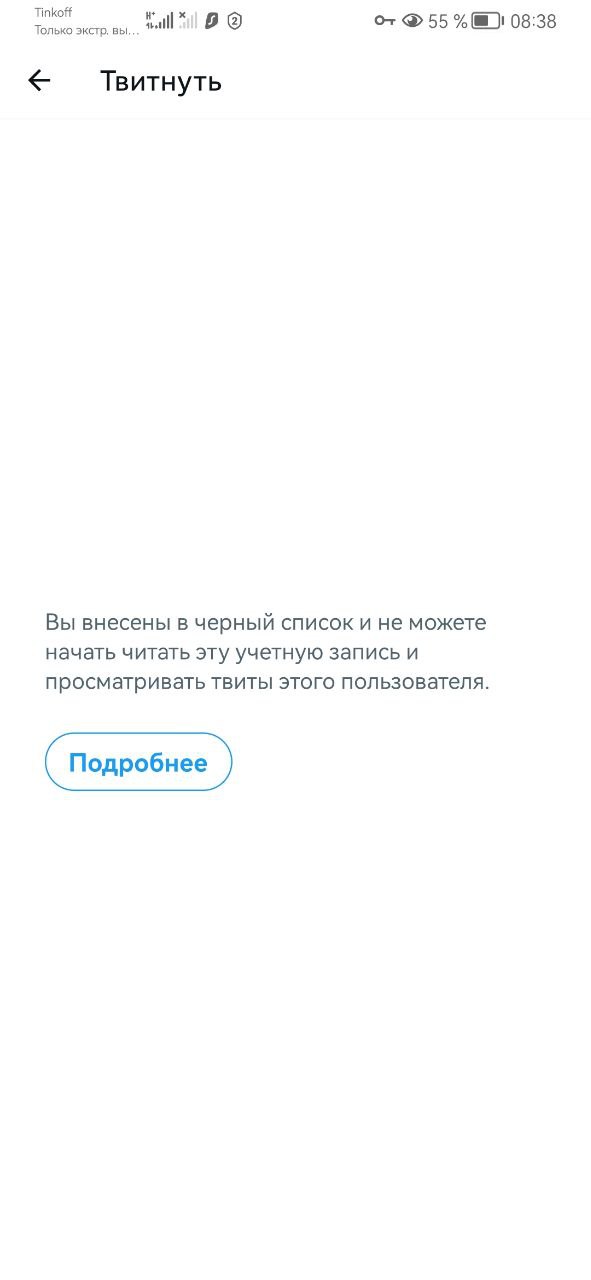 Tinkoff
Только экстр. вы...
H+
2
55 %
08:38
Твитнуть
Вы внесены в черный список и не можете
начать читать эту учетную запись и
просматривать твиты этого пользователя.
Подробнее